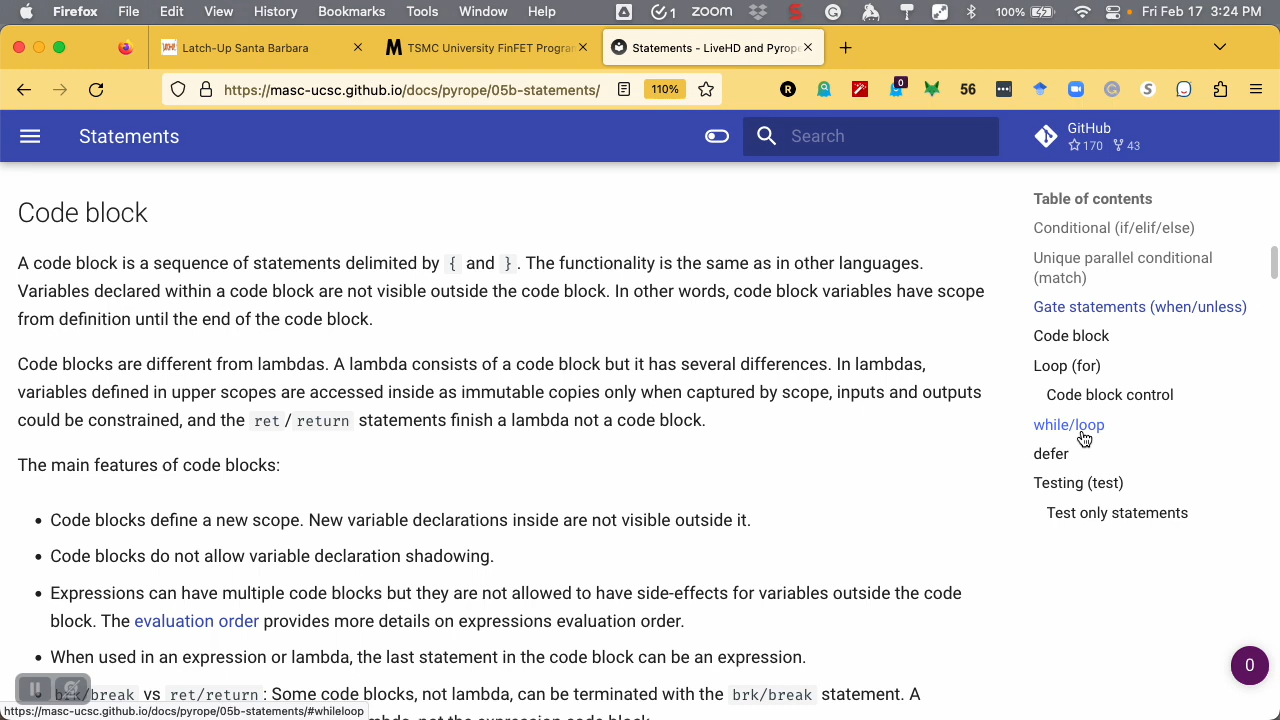 Firefox File Edit View History Bookmarks Tools Window Help 1 zoom 100% Fri Feb 17 3:24 PM
Latch-Up Santa Barbara
TSMC University FinFET Progra
Statements - LiveHD and Pyrope
https://masc-ucsc.github.io/docs/pyrope/05b-statements/ 110% 0 56
Statements
Search
GitHub
170 43
Code block
A code block is a sequence of statements delimited by { and }. The functionality is the same as in other languages.
Variables declared within a code block are not visible outside the code block. In other words, code block variables have scope
from definition until the end of the code block.
Code blocks are different from lambdas. A lambda consists of a code block but it has several differences. In lambdas,
variables defined in upper scopes are accessed inside as immutable copies only when captured by scope, inputs and outputs
could be constrained, and the ret/return statements finish a lambda not a code block.
The main features of code blocks:
• Code blocks define a new scope. New variable declarations inside are not visible outside it.
• Code blocks do not allow variable declaration shadowing.
• Expressions can have multiple code blocks but they are not allowed to have side-effects for variables outside the code
block. The evaluation order provides more details on expressions evaluation order.
• When used in an expression or lambda, the last statement in the code block can be an expression.
• brk/break vs ret/return: Some code blocks, not lambda, can be terminated with the brk/break statement. A
Table of contents
Conditional (if/elif/else)
Unique parallel conditional
(match)
Gate statements (when/unless)
Code block
Loop (for)
Code block control
while/loop
defer
Testing (test)
Test only statements
0
https://masc-ucsc.github.io/docs/pyrope/05b-statements/#whileloop